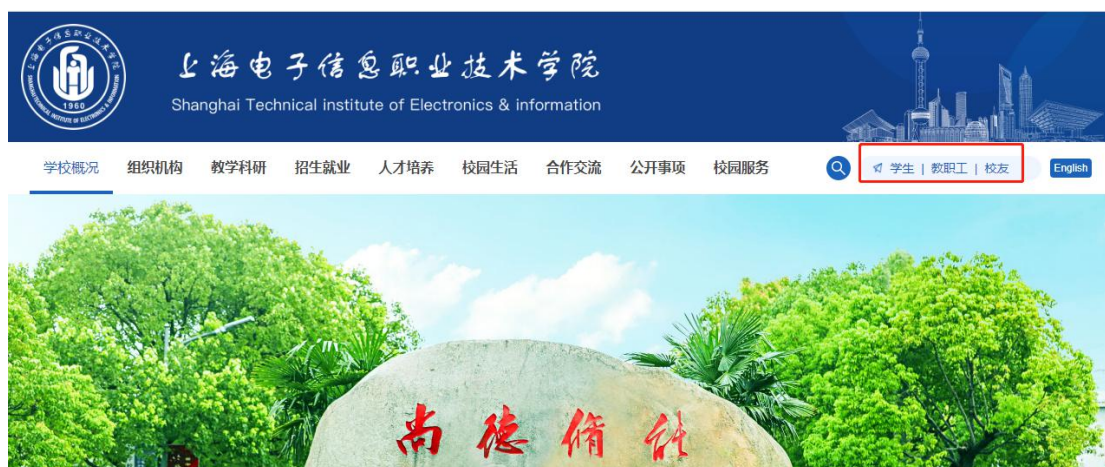 上海电子信息职业技术学院
Shanghai Technical institute of Electronics & information
1960
学校概况 组织机构 教学科研 招生就业 人才培养 校园生活 合作交流 公开事项 校园服务 学生 | 教职工 | 校友 English
尚德脩能